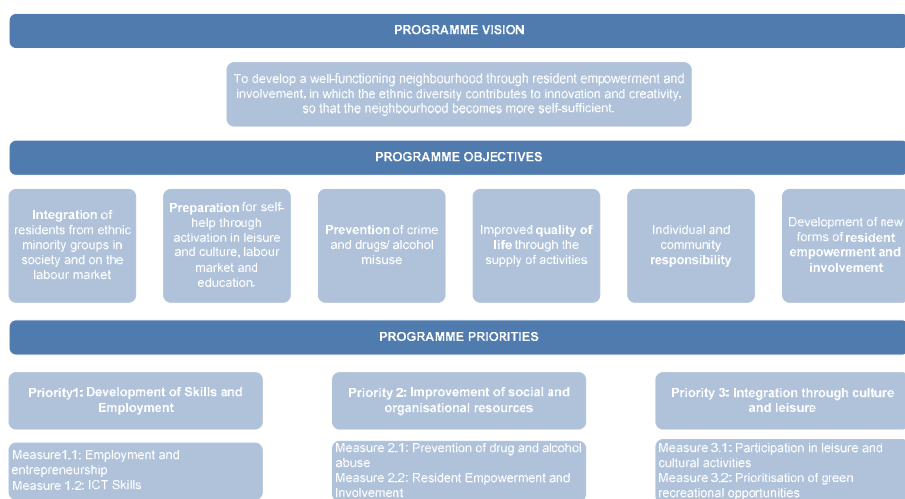 PROGRAMME VISION
To develop a well-functioning neighbourhood through resident empowerment and
involvement, in which the ethnic diversity contributes to innovation and creativity,
so that the neighbourhood becomes more self-sufficient.
PROGRAMME OBJECTIVES
Integration of
residents from ethnic
minority groups in
society and on the
labour market
Preparation for self-
help through
activation in leisure
and culture, labour
market and
education.
Prevention of crime
and drugs/ alcohol
misuse
Improved quality of
life through the
supply of activities
Individual and
community
responsibility
Development of new
forms of resident
empowerment and
involvement
PROGRAMME PRIORITIES
Priority1: Development of Skills and
Employment
Priority 2: Improvement of social and
organisational resources
Priority 3: Integration through culture
and leisure
Measure1.1: Employment and
entrepreneurship
Measure 1.2: ICT Skills
Measure 2.1: Prevention of drug and alcohol
abuse
Measure 2.2: Resident Empowerment and
Involvement
Measure 3.1: Participation in leisure and
cultural activities
Measure 3.2: Prioritisation of green
recreational opportunities